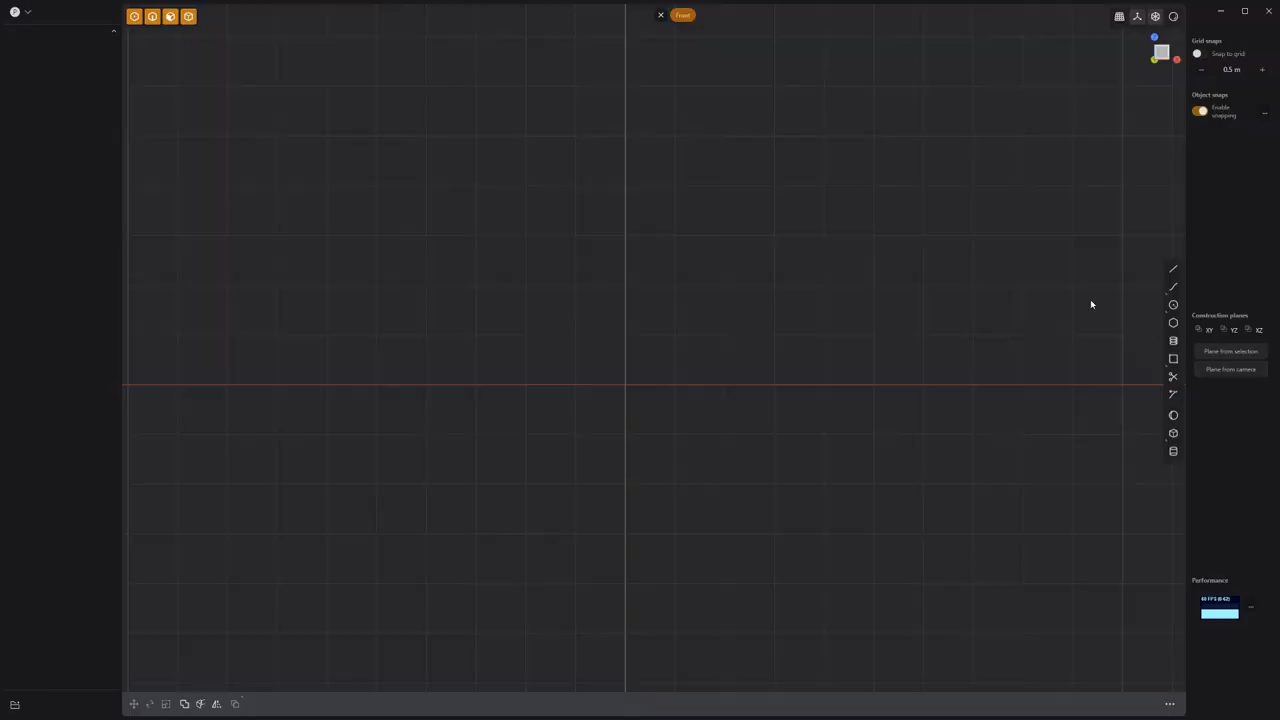 Front
Grid snaps
Snap to grid
0.5 m
Object snaps
Enable
snapping
Construction planes
XY
YZ
XZ
Plane from selection
Plane from camera
Performance